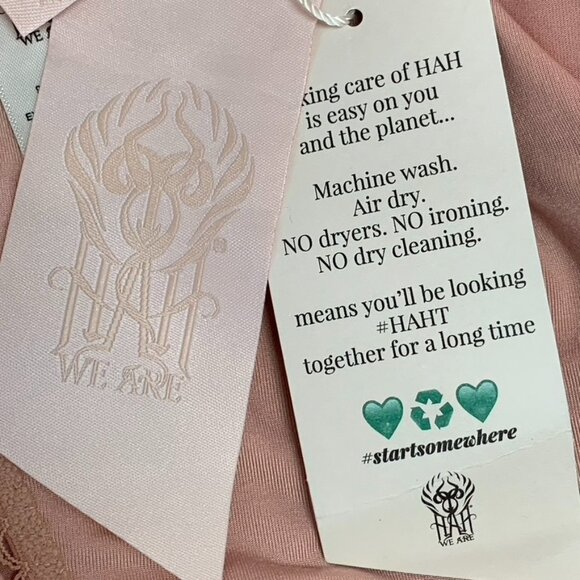 WE
HAH
WE ARE
®
king care of HAH
is easy on you
and the planet...
Machine wash.
Air dry.
NO dryers. NO ironing.
NO dry cleaning.
means you'll be looking
#HAHT
together for a long time
#startsomewhere
HAH
WE ARE